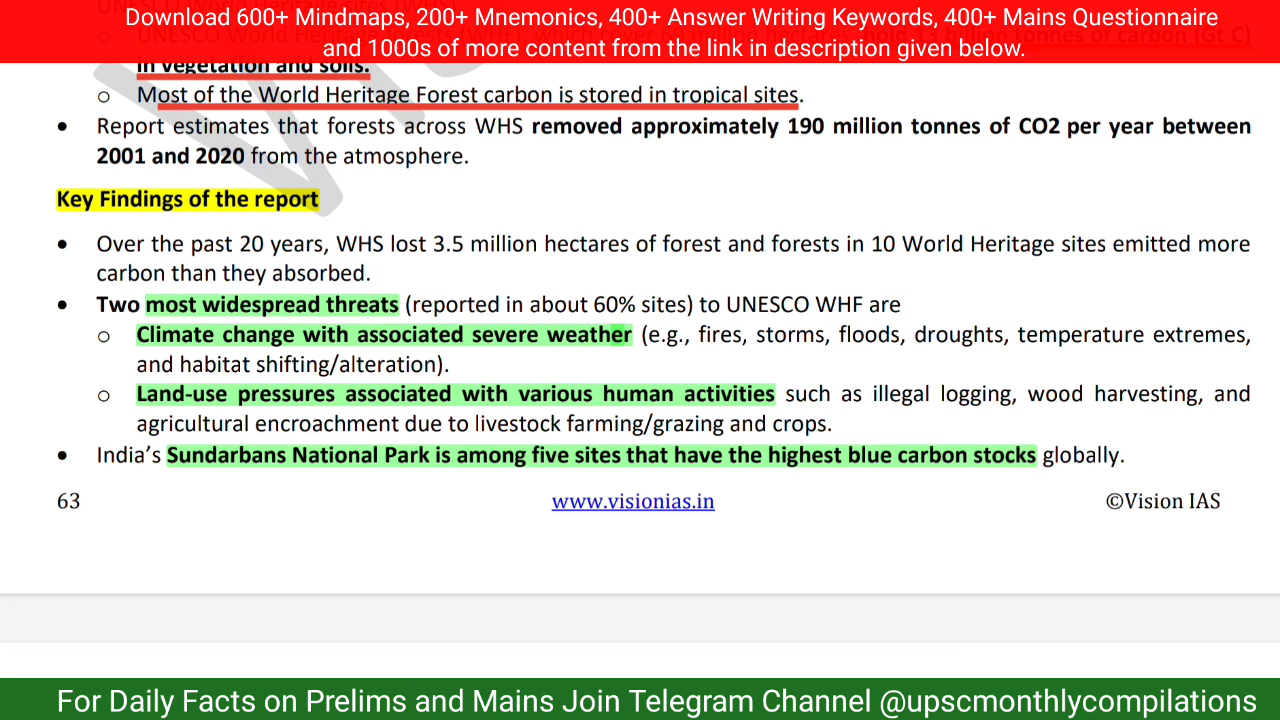 Download 600+ Mindmaps, 200+ Mnemonics, 400+ Answer Writing Keywords, 400+ Mains Questionnaire
and 1000s of more content from the link in description given below.
in vegetation and soils.
o Most of the World Heritage Forest carbon is stored in tropical sites.
• Report estimates that forests across WHS removed approximately 190 million tonnes of CO2 per year between
2001 and 2020 from the atmosphere.
Key Findings of the report
• Over the past 20 years, WHS lost 3.5 million hectares of forest and forests in 10 World Heritage sites emitted more
carbon than they absorbed.
• Two most widespread threats (reported in about 60% sites) to UNESCO WHF are
o Climate change with associated severe weather (e.g., fires, storms, floods, droughts, temperature extremes,
and habitat shifting/alteration).
o Land-use pressures associated with various human activities such as illegal logging, wood harvesting, and
agricultural encroachment due to livestock farming/grazing and crops.
• India's Sundarbans National Park is among five sites that have the highest blue carbon stocks globally.
63 www.visionias.in ©Vision IAS
For Daily Facts on Prelims and Mains Join Telegram Channel @upscmonthlycompilations